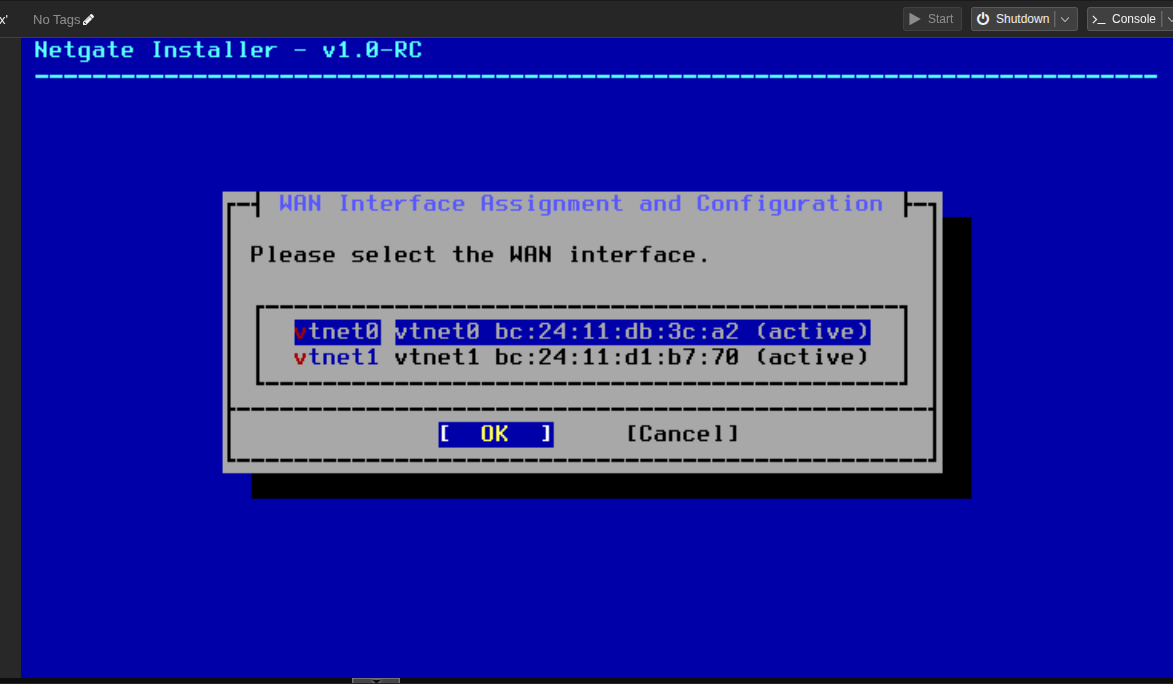 x'
No Tags
Start
Shutdown
Console
Netgate Installer - v1.0-RC
WAN Interface Assignment and Configuration
Please select the WAN interface.
vtnet0 vtnet0 bc:24:11:db:3c:a2 (active)
vtnet1 vtnet1 bc:24:11:d1:b7:70 (active)
[ OK ] [Cancel]